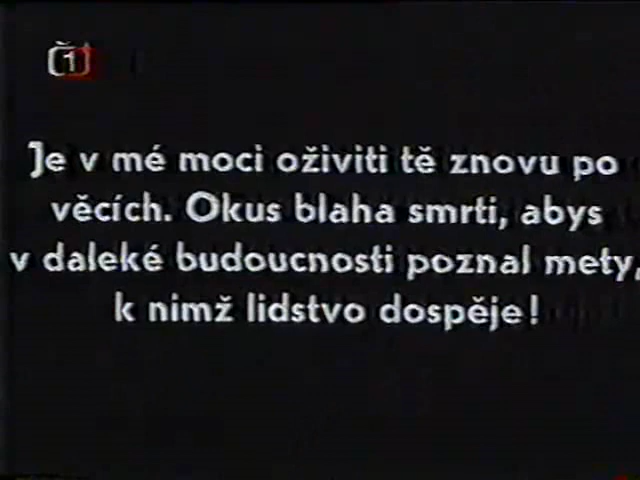 Č1
Je v mé moci oživiti tě znovu po
věcích. Okus blaha smrti, abys
v daleké budoucnosti poznal mety,
k nimž lidstvo dospěje!